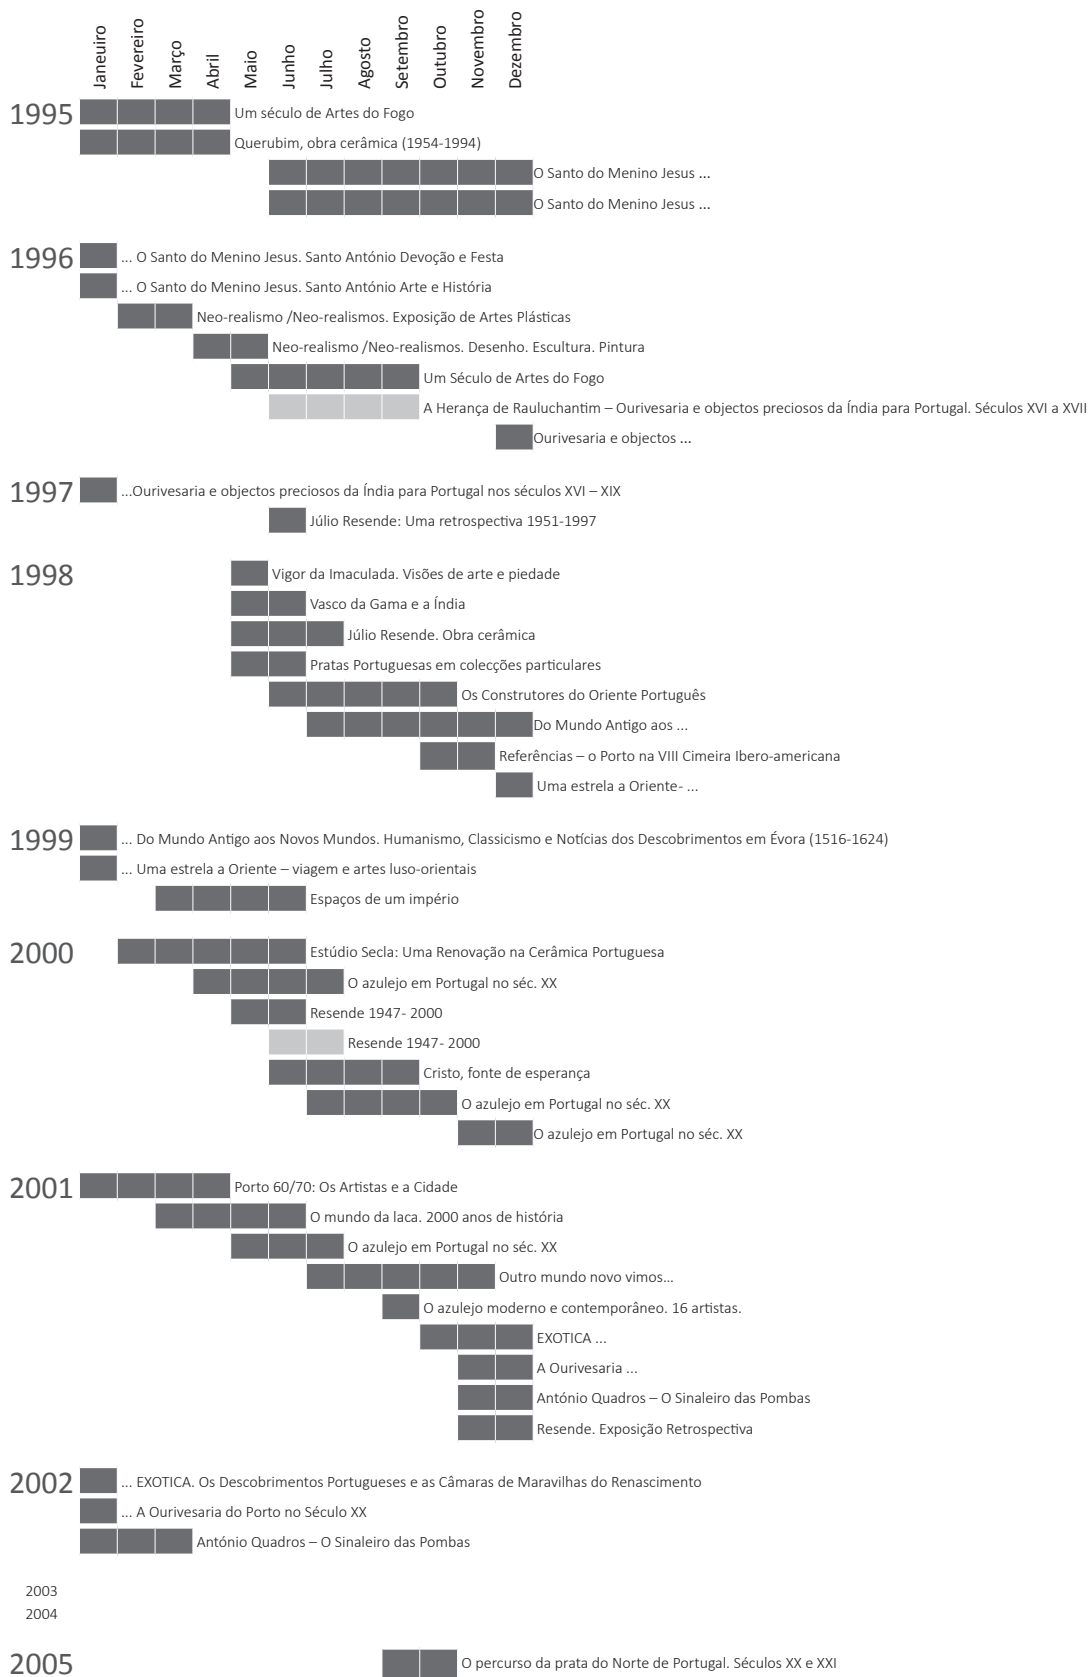 Janeuiro
Fevereiro
Março
Abril
Maio
Junho
Julho
Agosto
Setembro
Outubro
Novembro
Dezembro
1995
Um século de Artes do Fogo
Querubim, obra cerâmica (1954-1994)
O Santo do Menino Jesus ...
O Santo do Menino Jesus ...
1996
... O Santo do Menino Jesus. Santo António Devoção e Festa
... O Santo do Menino Jesus. Santo António Arte e História
Neo-realismo /Neo-realismos. Exposição de Artes Plásticas
Neo-realismo /Neo-realismos. Desenho. Escultura. Pintura
Um Século de Artes do Fogo
A Herança de Rauluchantim – Ourivesaria e objectos preciosos da Índia para Portugal. Séculos XVI a XVII
Ourivesaria e objectos ...
1997
...Ourivesaria e objectos preciosos da Índia para Portugal nos séculos XVI – XIX
Júlio Resende: Uma retrospectiva 1951-1997
1998
Vigor da Imaculada. Visões de arte e piedade
Vasco da Gama e a Índia
Júlio Resende. Obra cerâmica
Pratas Portuguesas em colecções particulares
Os Construtores do Oriente Português
Do Mundo Antigo aos ...
Referências – o Porto na VIII Cimeira Ibero-americana
Uma estrela a Oriente- ...
1999
... Do Mundo Antigo aos Novos Mundos. Humanismo, Classicismo e Notícias dos Descobrimentos em Évora (1516-1624)
... Uma estrela a Oriente – viagem e artes luso-orientais
Espaços de um império
2000
Estúdio Secla: Uma Renovação na Cerâmica Portuguesa
O azulejo em Portugal no séc. XX
Resende 1947- 2000
Resende 1947- 2000
Cristo, fonte de esperança
O azulejo em Portugal no séc. XX
O azulejo em Portugal no séc. XX
2001
Porto 60/70: Os Artistas e a Cidade
O mundo da laca. 2000 anos de história
O azulejo em Portugal no séc. XX
Outro mundo novo vimos...
O azulejo moderno e contemporâneo. 16 artistas.
EXOTICA ...
A Ourivesaria ...
António Quadros – O Sinaleiro das Pombas
Resende. Exposição Retrospectiva
2002
... EXOTICA. Os Descobrimentos Portugueses e as Câmaras de Maravilhas do Renascimento
... A Ourivesaria do Porto no Século XX
António Quadros – O Sinaleiro das Pombas
2003
2004
2005
O percurso da prata do Norte de Portugal. Séculos XX e XXI